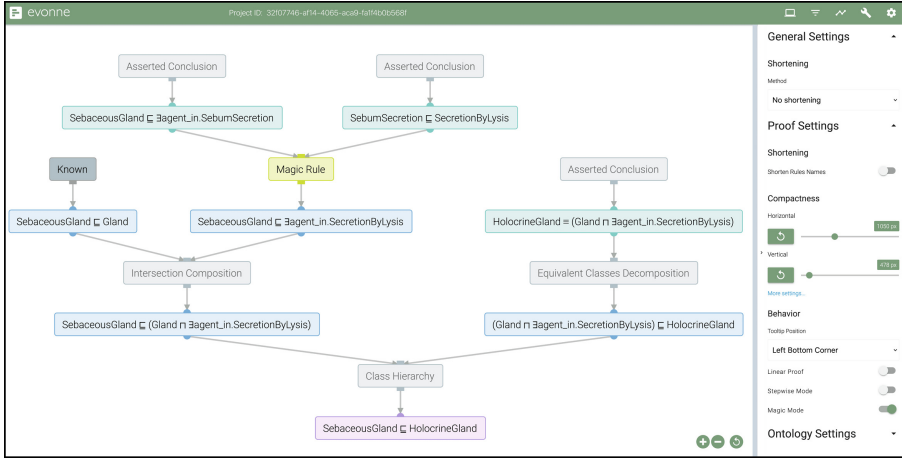 evonne
Project ID: 32f07746-af14-4065-aca9-fa1f4b0b568f
Asserted Conclusion
Asserted Conclusion
SebaceousGland ⊑ ∃agent_in.SebumSecretion
SebumSecretion ⊑ SecretionByLysis
Known
Magic Rule
Asserted Conclusion
SebaceousGland ⊑ Gland
SebaceousGland ⊑ ∃agent_in.SecretionByLysis
HolocrineGland ≡ (Gland ⊓ ∃agent_in.SecretionByLysis)
Intersection Composition
Equivalent Classes Decomposition
SebaceousGland ⊑ (Gland ⊓ ∃agent_in.SecretionByLysis)
(Gland ⊓ ∃agent_in.SecretionByLysis) ⊑ HolocrineGland
Class Hierarchy
SebaceousGland ⊑ HolocrineGland
General Settings
Shortening
Method
No shortening
Proof Settings
Shortening
Shorten Rules Names
Compactness
Horizontal
1050 px
Vertical
478 px
More settings...
Behavior
Tooltip Position
Left Bottom Corner
Linear Proof
Stepwise Mode
Magic Mode
Ontology Settings